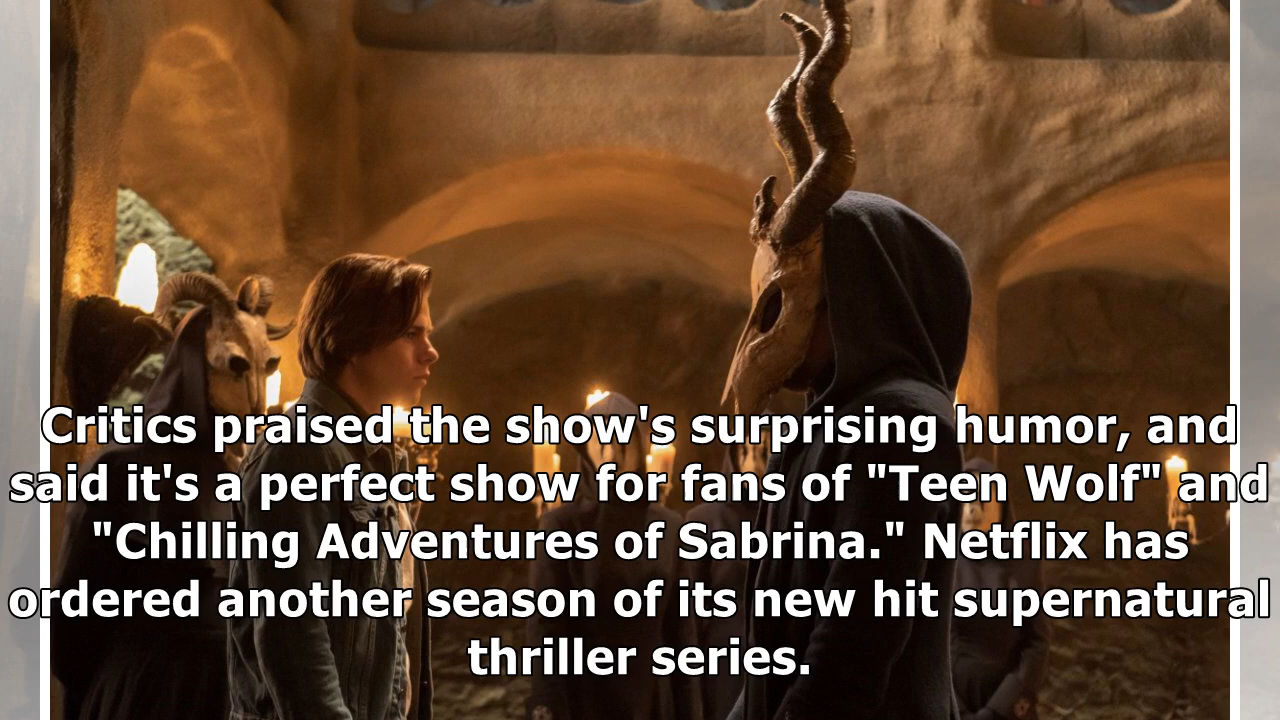 Critics praised the show's surprising humor, and
said it's a perfect show for fans of "Teen Wolf" and
"Chilling Adventures of Sabrina." Netflix has
ordered another season of its new hit supernatural
thriller series.